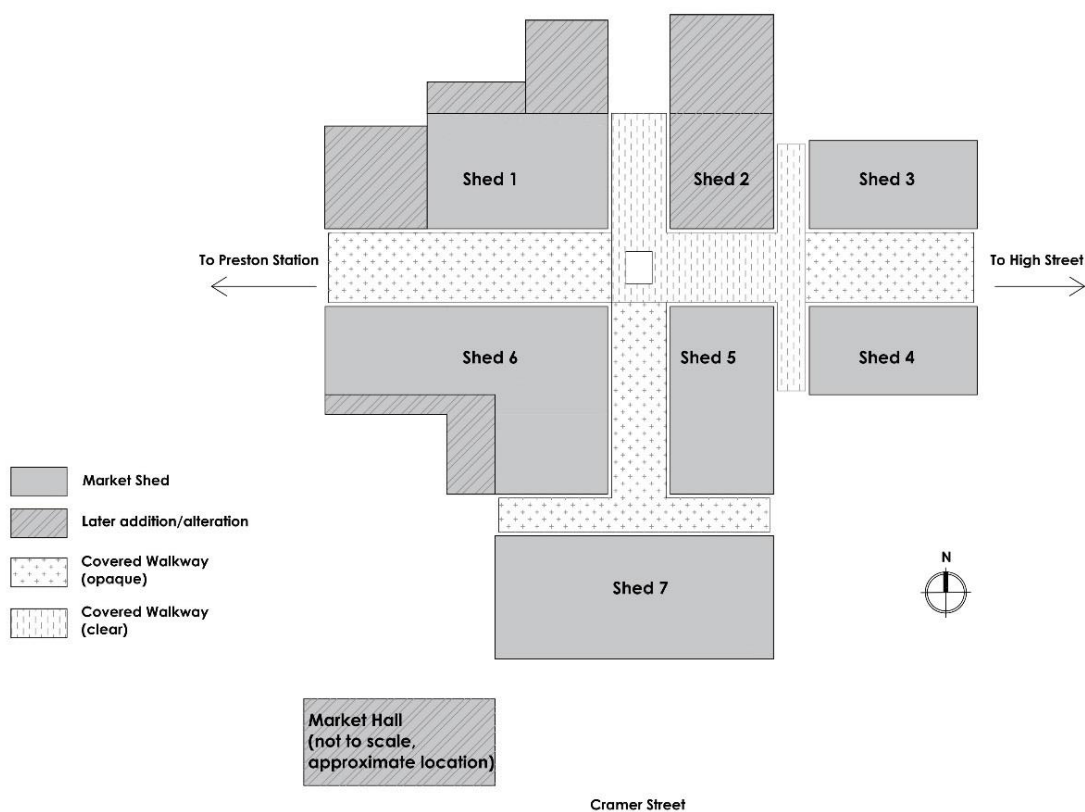 Shed 1
Shed 2
Shed 3
To Preston Station
To High Street
Shed 6
Shed 5
Shed 4
Market Shed
Later addition/alteration
Covered Walkway
(opaque)
Covered Walkway
(clear)
Shed 7
N
Market Hall
(not to scale,
approximate location)
Cramer Street